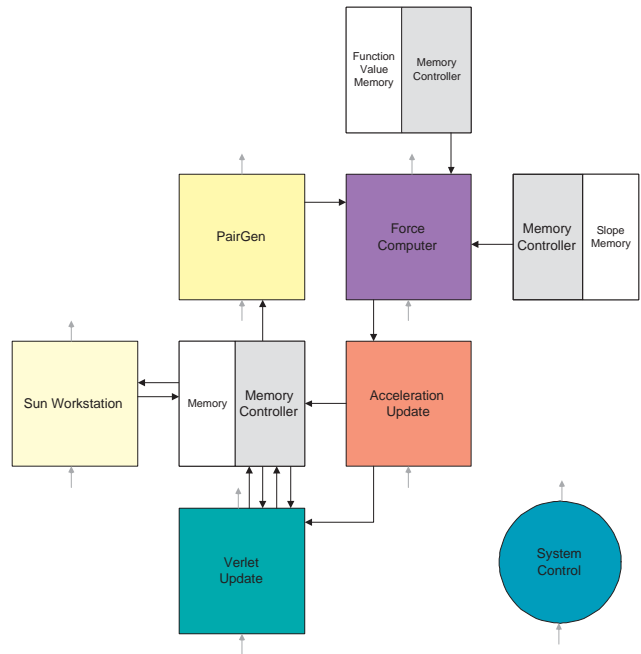 Function
Value
Memory
Memory
Controller
PairGen
Force
Computer
Memory
Controller
Slope
Memory
Sun Workstation
Memory
Memory
Controller
Acceleration
Update
Verlet
Update
System
Control